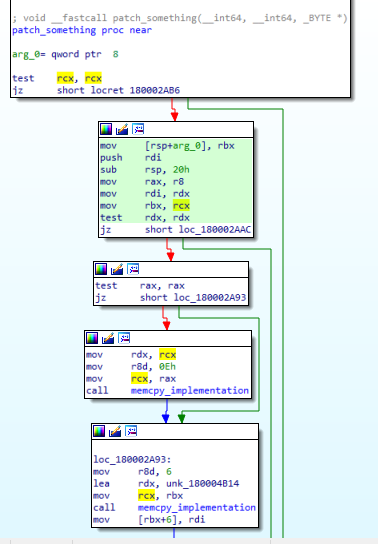 ; void __fastcall patch_something(__int64, __int64, _BYTE *)
patch_something proc near
arg_0= qword ptr  8
test    rcx, rcx
jz      short locret_180002AB6
mov     [rsp+arg_0], rbx
push    rdi
sub     rsp, 20h
mov     rax, r8
mov     rdi, rdx
mov     rbx, rcx
test    rdx, rdx
jz      short loc_180002AAC
test    rax, rax
jz      short loc_180002A93
mov     rdx, rcx
mov     r8d, 0Eh
mov     rcx, rax
call    memcpy_implementation
loc_180002A93:
mov     r8d, 6
lea     rdx, unk_180004B14
mov     rcx, rbx
call    memcpy_implementation
mov     [rbx+6], rdi